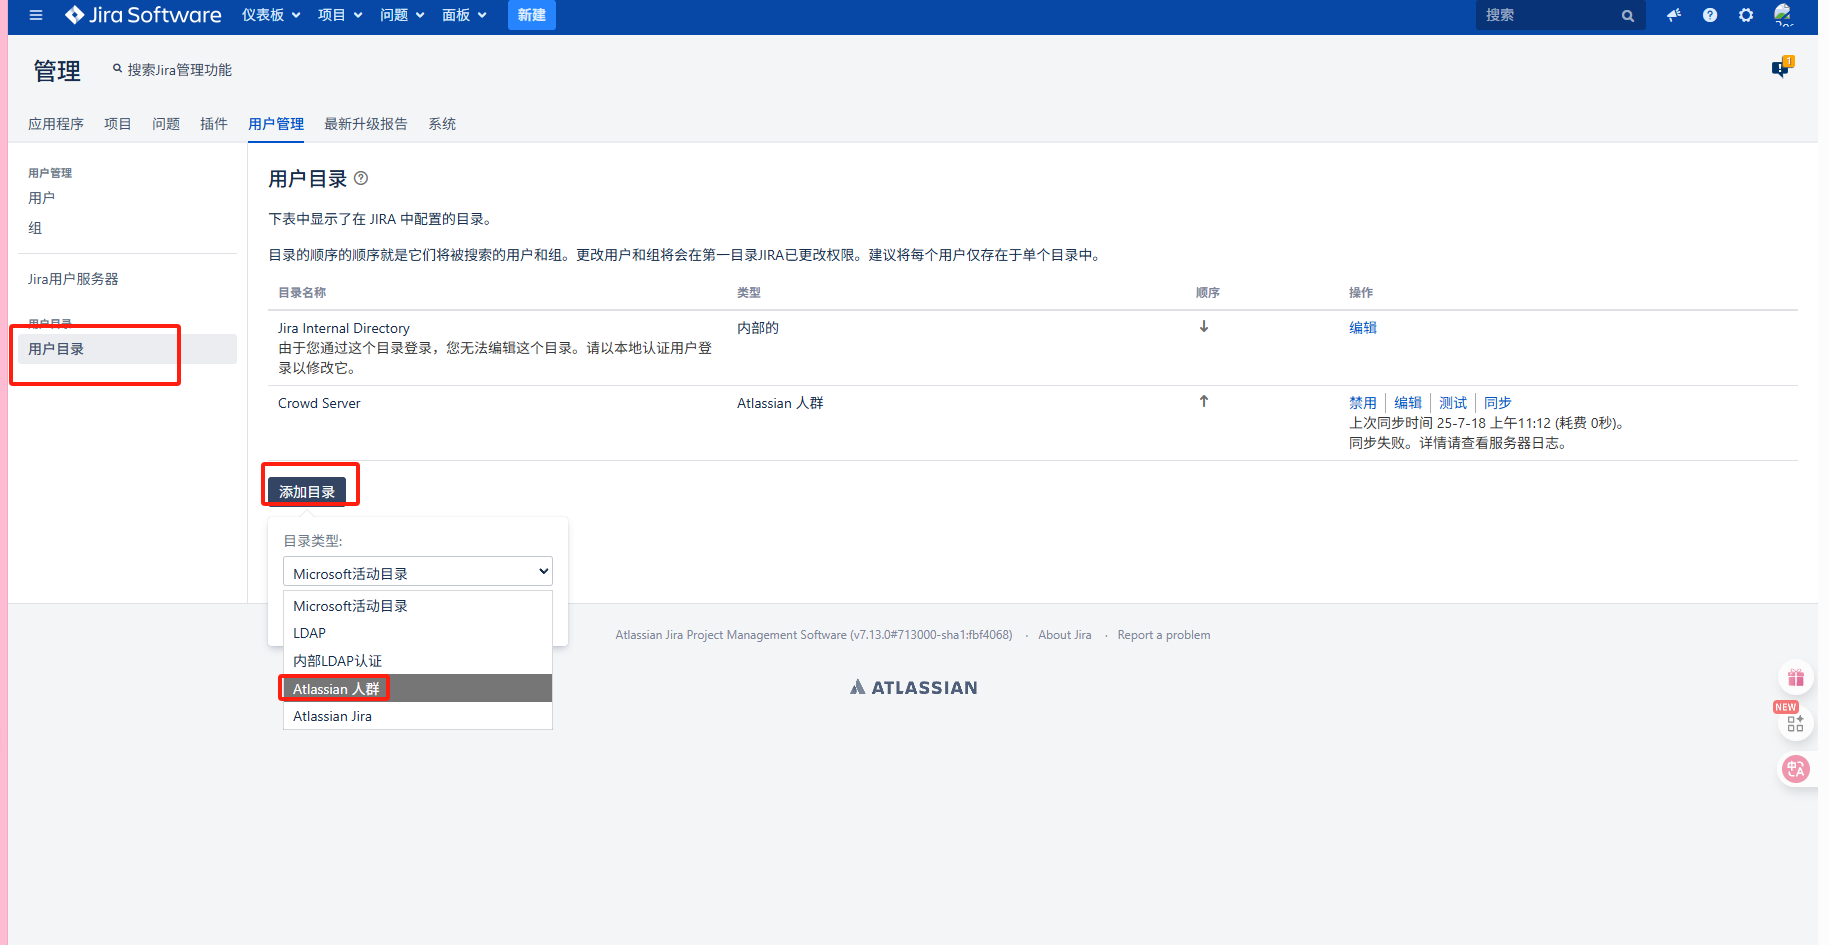 Jira Software 仪表板 项目 问题 面板 新建 搜索
管理 搜索Jira管理功能 1
应用程序 项目 问题 插件 用户管理 最新升级报告 系统
用户管理
用户
组
Jira用户服务器
用户目录
用户目录
用户目录
下表中显示了在 JIRA 中配置的目录。
目录的顺序的顺序就是它们将被搜索的用户和组。更改用户和组将会在第一目录JIRA已更改权限。建议将每个用户仅存在于单个目录中。
目录名称 类型 顺序 操作
Jira Internal Directory 内部的 编辑
由于您通过这个目录登录，您无法编辑这个目录。请以本地认证用户登
录以修改它。
Crowd Server Atlassian 人群 禁用 编辑 测试 同步
上次同步时间 25-7-18 上午11:12 (耗费 0秒)。
同步失败。详情请查看服务器日志。
添加目录
目录类型:
Microsoft活动目录
Microsoft活动目录
LDAP
内部LDAP认证
Atlassian 人群
Atlassian Jira
Atlassian Jira Project Management Software (v7.13.0#713000-sha1:fbf4068) · About Jira · Report a problem
ATLASSIAN
NEW
中A